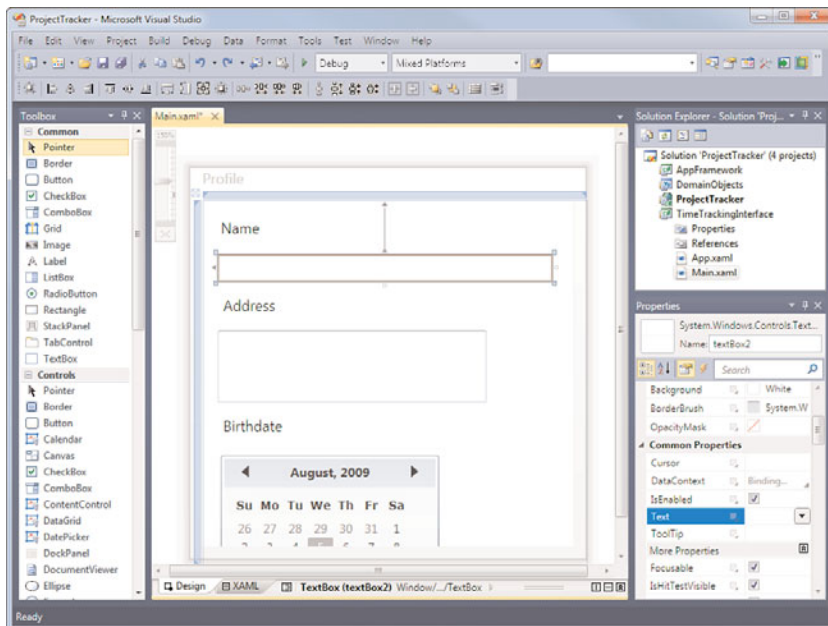 ProjectTracker - Microsoft Visual Studio
File Edit View Project Build Debug Data Format Tools Test Window Help
Debug Mixed Platforms
Toolbox
Common
Pointer
Border
Button
CheckBox
ComboBox
Grid
Image
Label
ListBox
RadioButton
Rectangle
StackPanel
TabControl
TextBox
Controls
Pointer
Border
Button
Calendar
Canvas
CheckBox
ComboBox
ContentControl
DataGrid
DatePicker
DockPanel
DocumentViewer
Ellipse
Main.xaml*
Profile
Name
Address
Birthdate
August, 2009
Su Mo Tu We Th Fr Sa
26 27 28 29 30 31 1
Design XAML TextBox (textBox2) Window/.../TextBox
Solution Explorer - Solution 'Proj...
Solution 'ProjectTracker' (4 projects)
AppFramework
DomainObjects
ProjectTracker
TimeTrackingInterface
Properties
References
App.xaml
Main.xaml
Properties
System.Windows.Controls.Text...
Name: textBox2
Search
Background White
BorderBrush System.W
OpacityMask
Common Properties
Cursor
DataContext Binding...
IsEnabled
Text
ToolTip
More Properties
Focusable
IsHitTestVisible
Ready